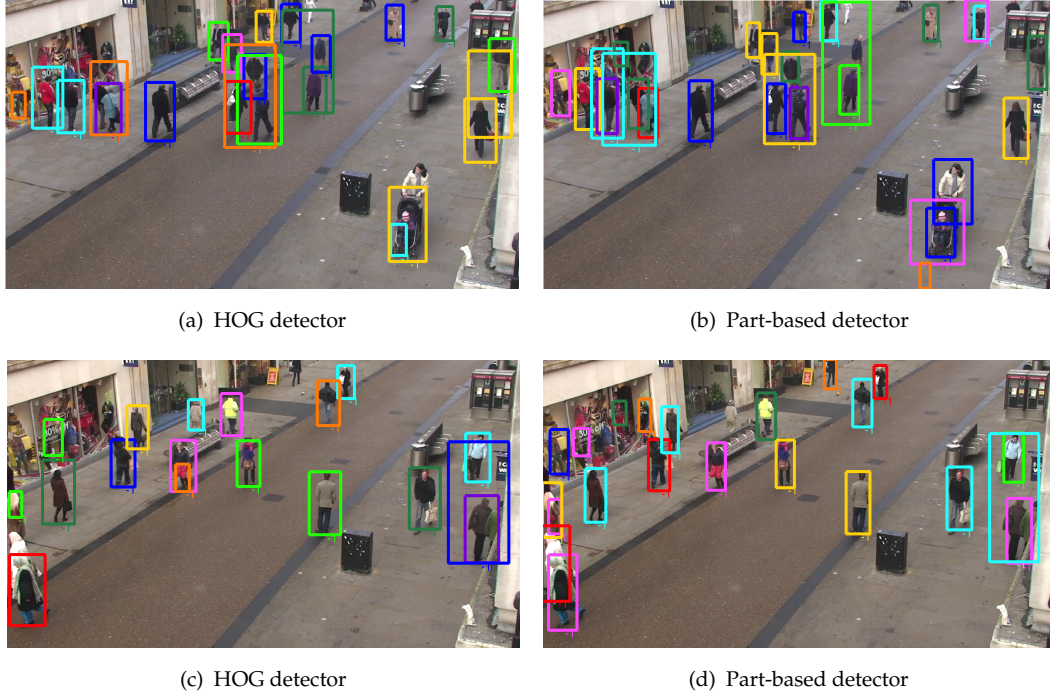 (a) HOG detector
(b) Part-based detector
(c) HOG detector
(d) Part-based detector